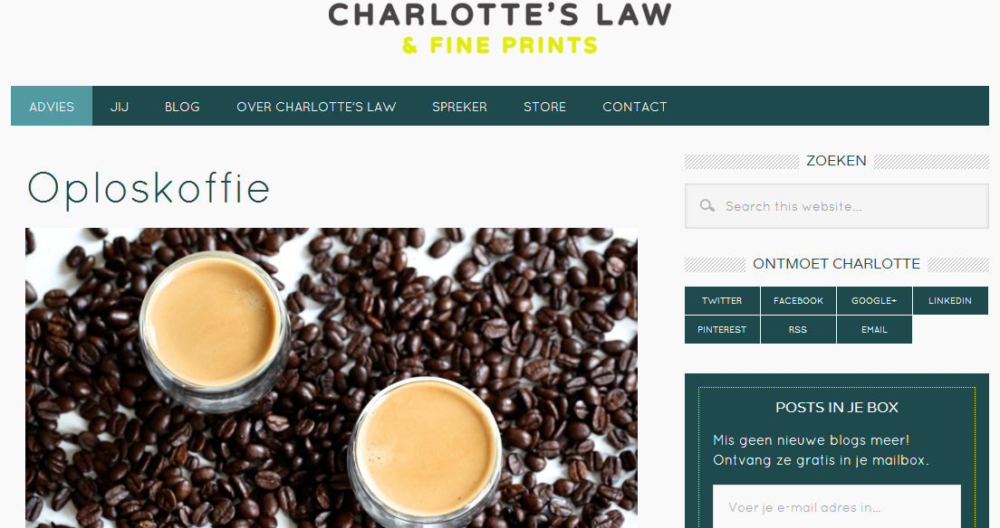 CHARLOTTE'S LAW
& FINE PRINTS
ADVIES JIJ BLOG OVER CHARLOTTE'S LAW SPREKER STORE CONTACT
Oploskoffie
ZOEKEN
Search this website...
ONTMOET CHARLOTTE
TWITTER FACEBOOK GOOGLE+ LINKEDIN
PINTEREST RSS EMAIL
POSTS IN JE BOX
Mis geen nieuwe blogs meer!
Ontvang ze gratis in je mailbox.
Voer je e-mail adres in...